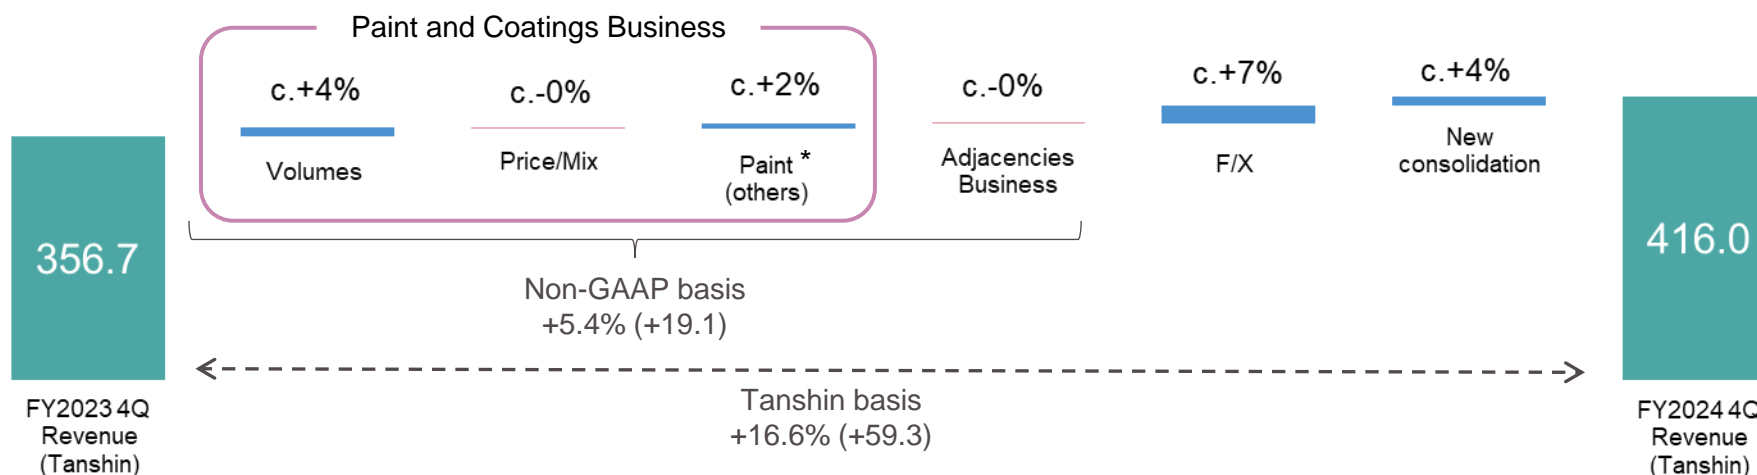 Paint and Coatings Business
c.+4%
Volumes
c.-0%
Price/Mix
c.+2%
Paint *
(others)
c.-0%
Adjacencies
Business
c.+7%
F/X
c.+4%
New
consolidation
356.7
FY2023 4Q
Revenue
(Tanshin)
416.0
FY2024 4Q
Revenue
(Tanshin)
Non-GAAP basis
+5.4% (+19.1)
Tanshin basis
+16.6% (+59.3)